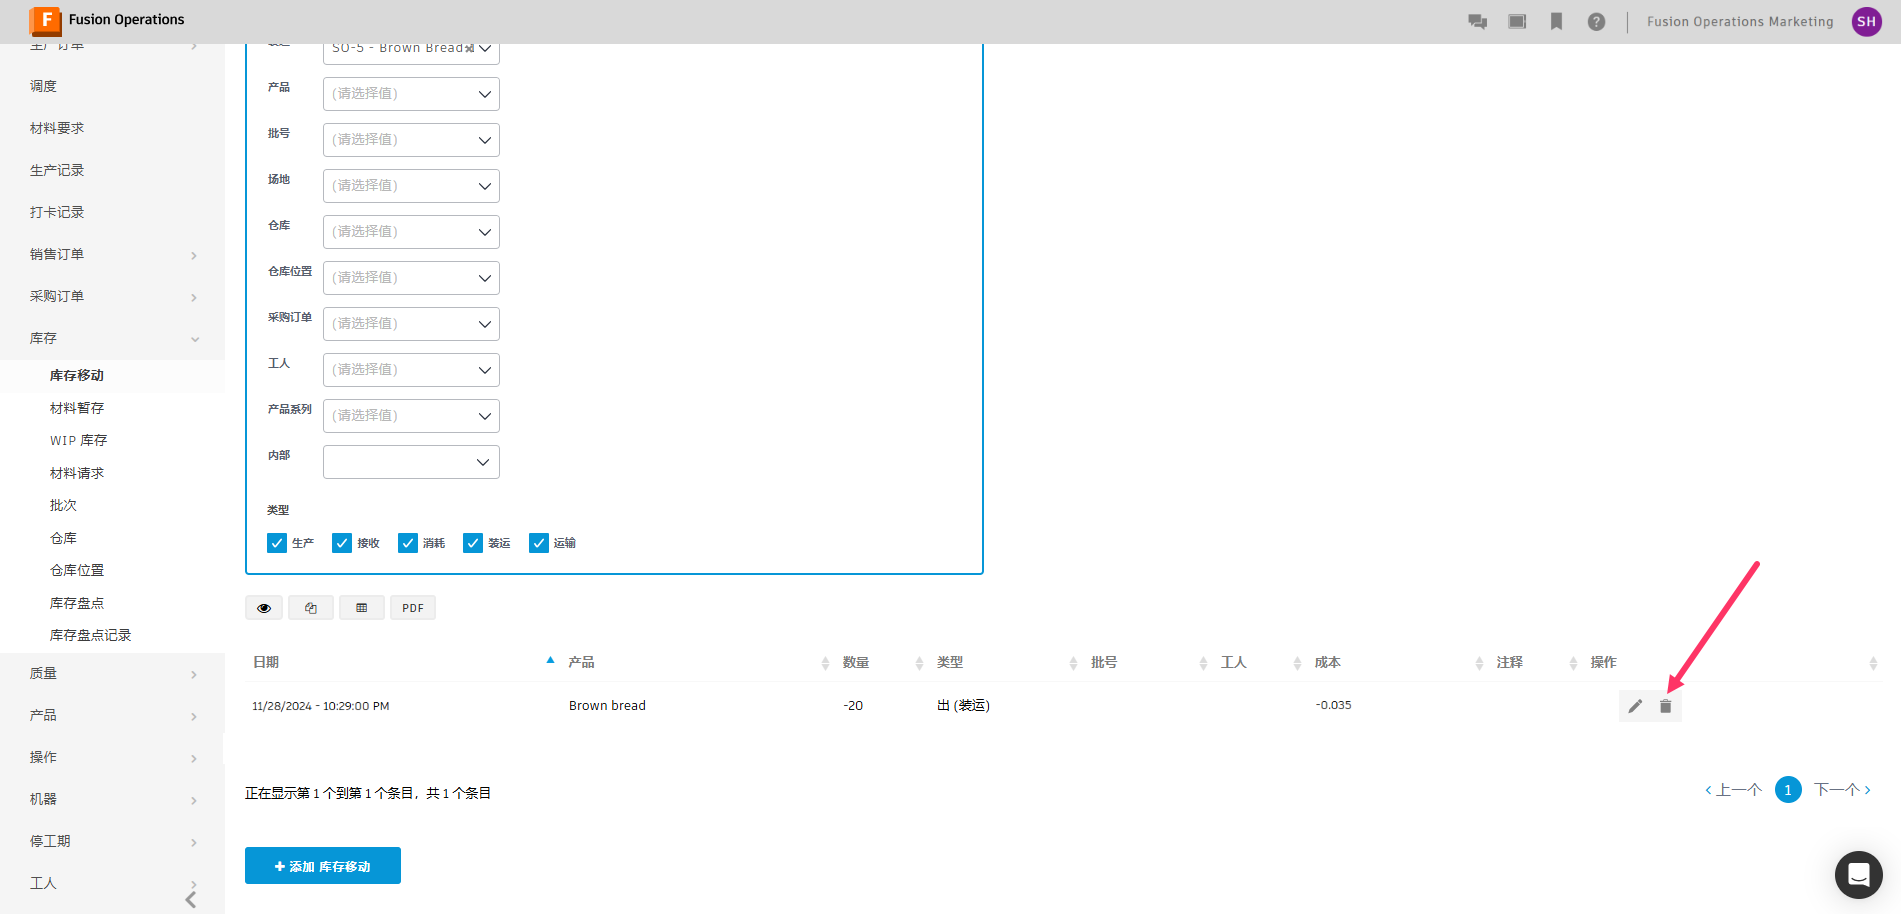 Fusion Operations
Fusion Operations Marketing
SH
生产订单
调度
材料要求
生产记录
打卡记录
销售订单
采购订单
库存
库存移动
材料暂存
WIP 库存
材料请求
批次
仓库
仓库位置
库存盘点
库存盘点记录
质量
产品
操作
机器
停工期
工人
装运 SO-5 - Brown Bread
产品 (请选择值)
批号 (请选择值)
场地 (请选择值)
仓库 (请选择值)
仓库位置 (请选择值)
采购订单 (请选择值)
工人 (请选择值)
产品系列 (请选择值)
内部
类型
生产 接收 消耗 装运 运输
PDF
日期 产品 数量 类型 批号 工人 成本 注释 操作
11/28/2024 - 10:29:00 PM Brown bread -20 出 (装运) -0.035
正在显示第 1 个到第 1 个条目，共 1 个条目
上一个 1 下一个
添加 库存移动